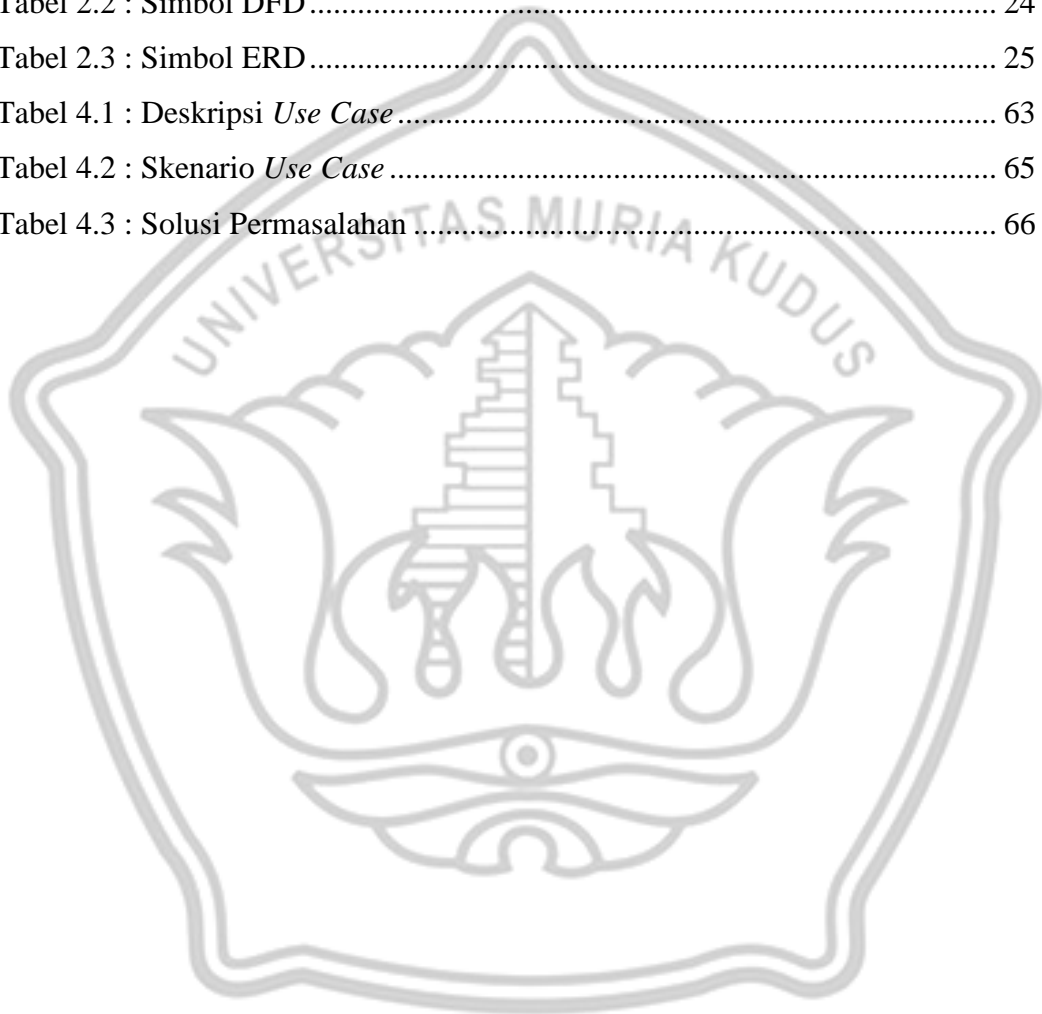 Tabel 2.2 : Simbol DFD ........................................................................................ 24
Tabel 2.3 : Simbol ERD ........................................................................................ 25
Tabel 4.1 : Deskripsi Use Case ............................................................................. 63
Tabel 4.2 : Skenario Use Case .............................................................................. 65
Tabel 4.3 : Solusi Permasalahan ........................................................................... 66
UNIVERSITAS MURIA KUDUS